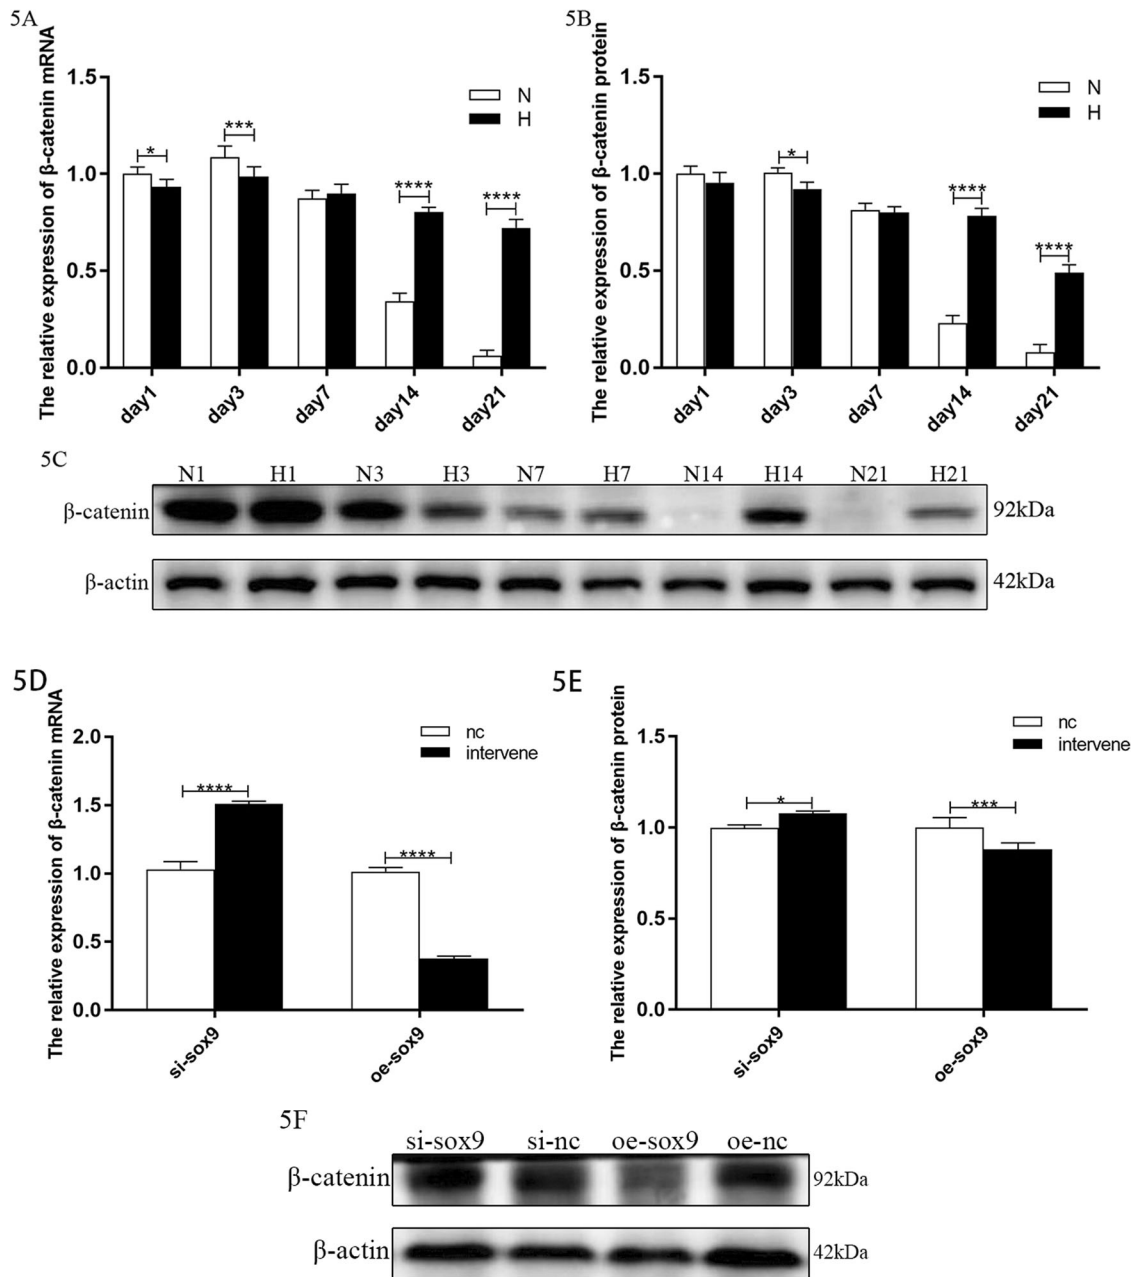 5A
The relative expression of β-catenin mRNA
1.5
1.0
0.5
0.0
N
H
*
***
****
****
day1
day3
day7
day14
day21
5B
The relative expression of β-catenin protein
1.5
1.0
0.5
0.0
N
H
*
****
****
day1
day3
day7
day14
day21
5C
N1 H1 N3 H3 N7 H7 N14 H14 N21 H21
β-catenin 92kDa
β-actin 42kDa
5D
The relative expression of β-catenin mRNA
2.0
1.5
1.0
0.5
0.0
nc
intervene
****
****
si-sox9
oe-sox9
5E
The relative expression of β-catenin protein
1.5
1.0
0.5
0.0
nc
intervene
*
***
si-sox9
oe-sox9
5F
si-sox9 si-nc oe-sox9 oe-nc
β-catenin 92kDa
β-actin 42kDa